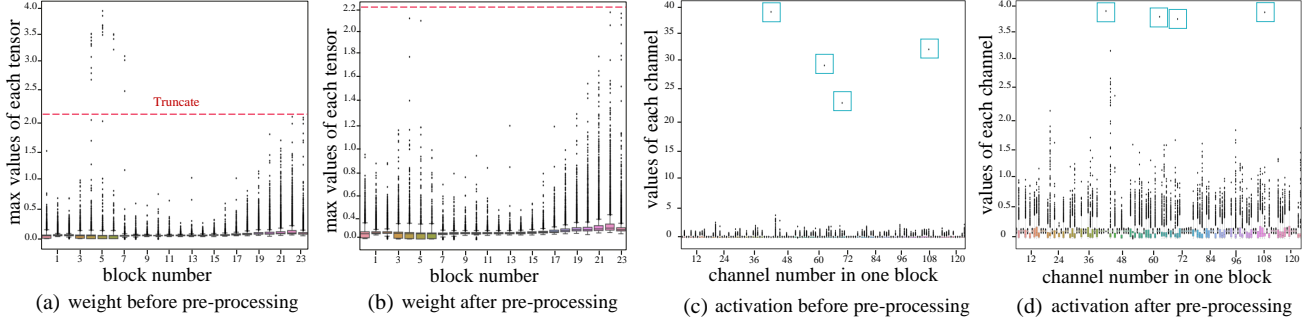 max values of each tensor
4.0
3.5
3.0
2.5
2.0
1.5
1.0
0.5
0.0
Truncate
1 3 5 7 9 11 13 15 17 19 21 23
block number
(a) weight before pre-processing
max values of each tensor
2.2
2.0
1.8
1.6
1.4
1.2
1.0
0.8
0.6
0.4
0.2
0.0
1 3 5 7 9 11 13 15 17 19 21 23
block number
(b) weight after pre-processing
values of each channel
40
35
30
25
20
15
10
5
0
12 24 36 48 60 72 84 96 108 120
channel number in one block
(c) activation before pre-processing
values of each channel
4.0
3.5
3.0
2.5
2.0
1.5
1.0
0.5
0.0
12 24 36 48 60 72 84 96 108 120
channel number in one block
(d) activation after pre-processing